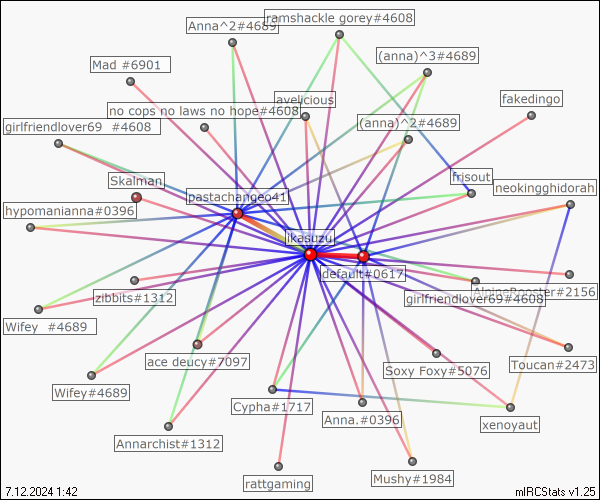 ramshackle gorey#4608
Anna^2#4689
(anna)^3#4689
Mad #6901
avelicious
fakedingo
no cops no laws no hope#4608
girlfriendlover69 #4608
(anna)^2#4689
Skalman
frisout
neokingghidorah
pastachangeo41
hypomanianna#0396
ikasuzu
default#0617
AlpineRooster#2156
zibbits#1312
girlfriendlover69#4608
Wifey #4689
ace deucy#7097
Toucan#2473
Soxy Foxy#5076
Wifey#4689
Cypha#1717
Anna.#0396
xenoyaut
Annarchist#1312
Mushy#1984
rattgaming
7.12.2024 1:42
mIRCStats v1.25